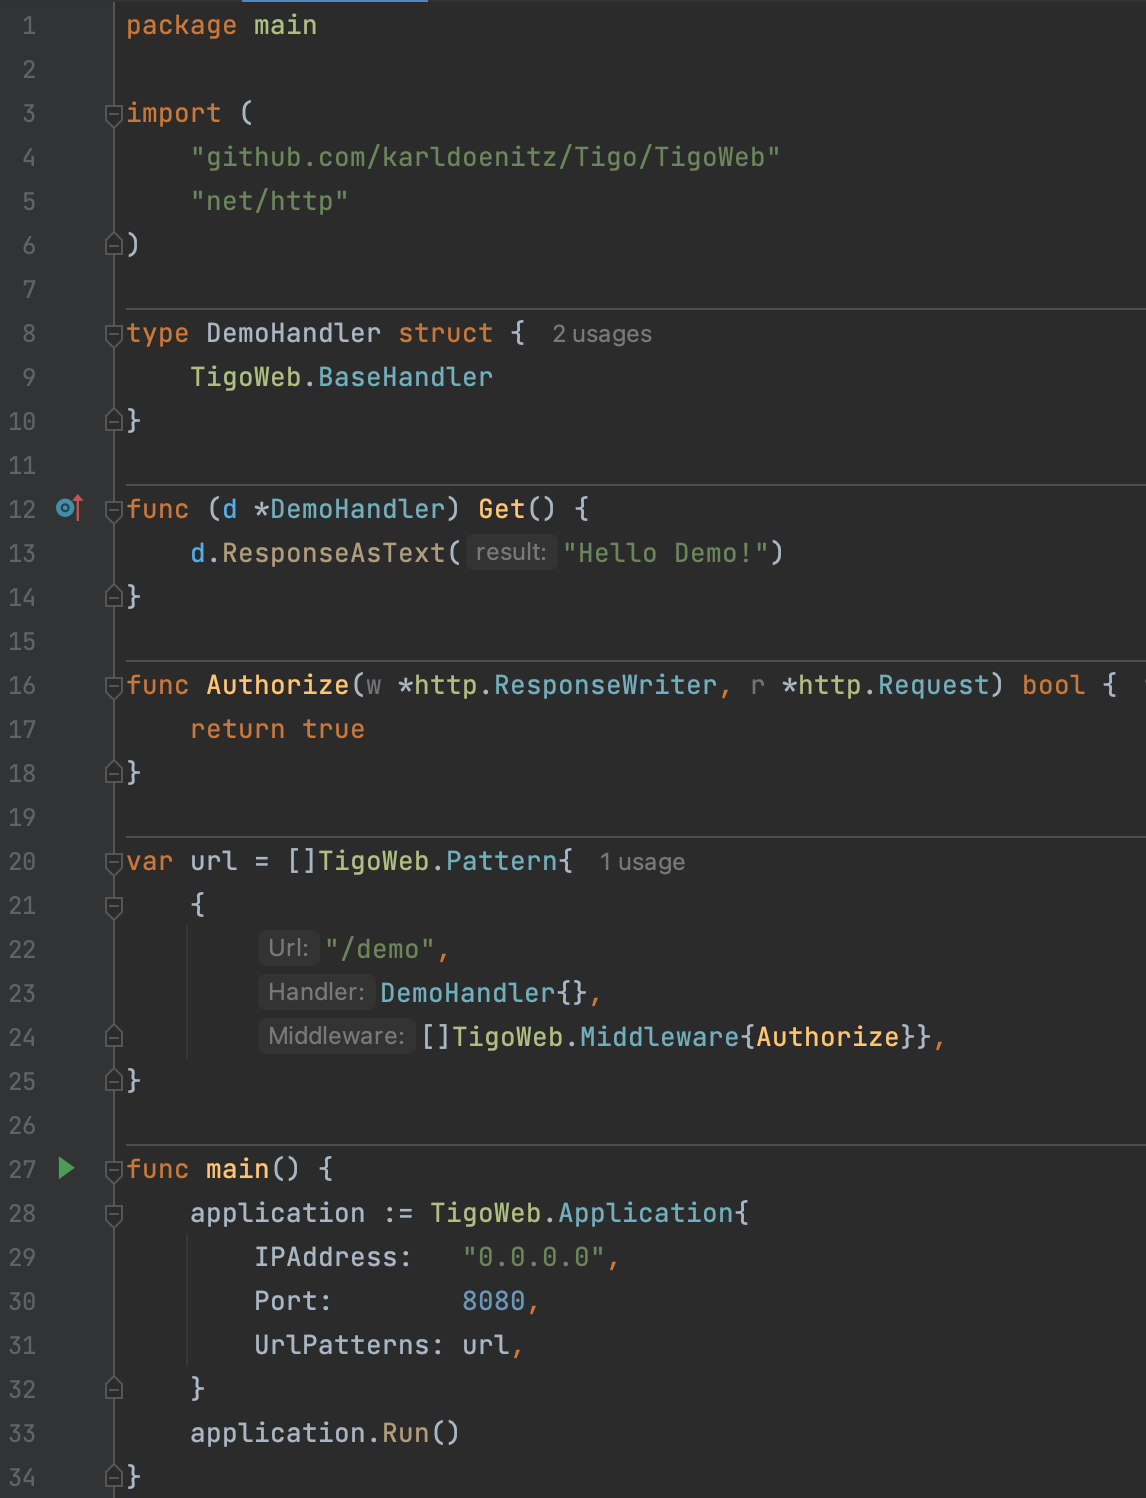 1 package main
2
3 import (
4 "github.com/karldoenitz/Tigo/TigoWeb"
5 "net/http"
6 )
7
8 type DemoHandler struct { 2 usages
9 TigoWeb.BaseHandler
10 }
11
12 func (d *DemoHandler) Get() {
13 d.ResponseAsText( result: "Hello Demo!")
14 }
15
16 func Authorize(w *http.ResponseWriter, r *http.Request) bool {
17 return true
18 }
19
20 var url = []TigoWeb.Pattern{ 1 usage
21 {
22 Url: "/demo",
23 Handler: DemoHandler{},
24 Middleware: []TigoWeb.Middleware{Authorize}},
25 }
26
27 func main() {
28 application := TigoWeb.Application{
29 IPAddress: "0.0.0.0",
30 Port: 8080,
31 UrlPatterns: url,
32 }
33 application.Run()
34 }